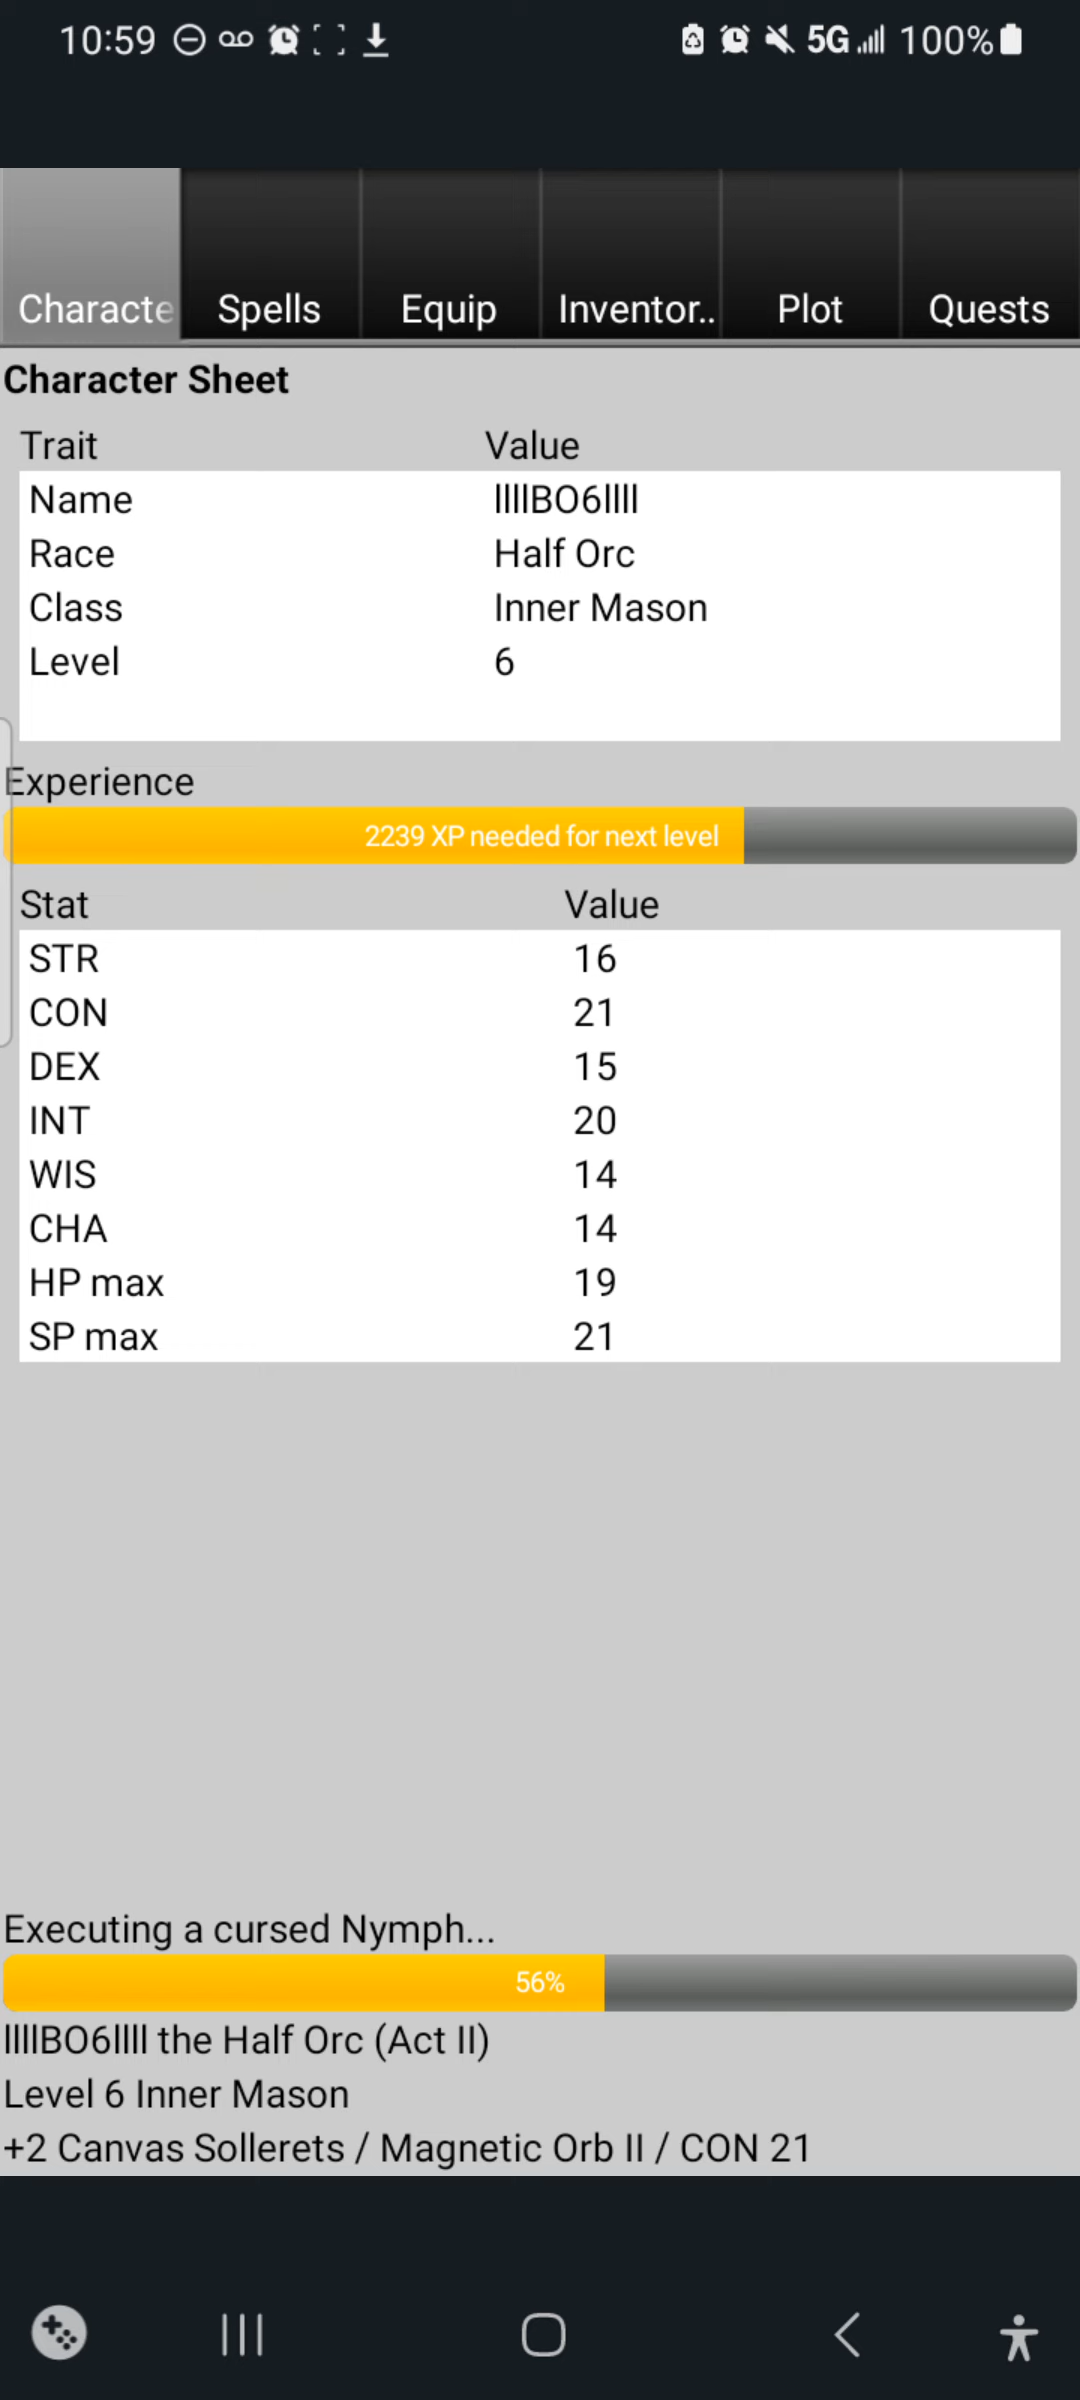 10:59 5G 100%
Characte Spells Equip Inventor.. Plot Quests
Character Sheet
Trait Value
Name llllBO6llll
Race Half Orc
Class Inner Mason
Level 6
Experience
2239 XP needed for next level
Stat Value
STR 16
CON 21
DEX 15
INT 20
WIS 14
CHA 14
HP max 19
SP max 21
Executing a cursed Nymph...
56%
llllBO6llll the Half Orc (Act II)
Level 6 Inner Mason
+2 Canvas Sollerets / Magnetic Orb II / CON 21